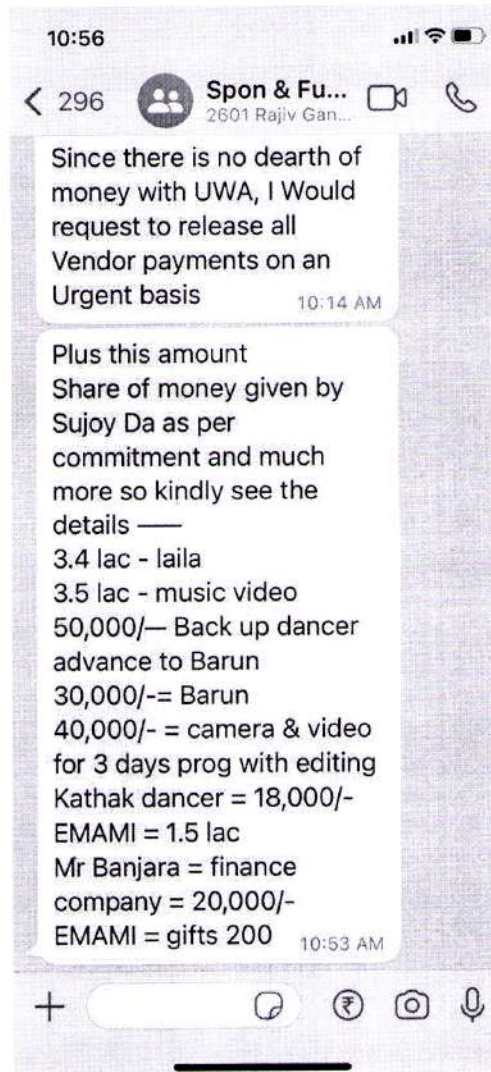 10:56
296
Spon & Fu...
2601 Rajiv Gan...
Since there is no dearth of
money with UWA, I Would
request to release all
Vendor payments on an
Urgent basis
10:14 AM
Plus this amount
Share of money given by
Sujoy Da as per
commitment and much
more so kindly see the
details —–
3.4 lac - laila
3.5 lac - music video
50,000/— Back up dancer
advance to Barun
30,000/-= Barun
40,000/- = camera & video
for 3 days prog with editing
Kathak dancer = 18,000/-
EMAMI = 1.5 lac
Mr Banjara = finance
company = 20,000/-
EMAMI = gifts 200
10:53 AM
₹